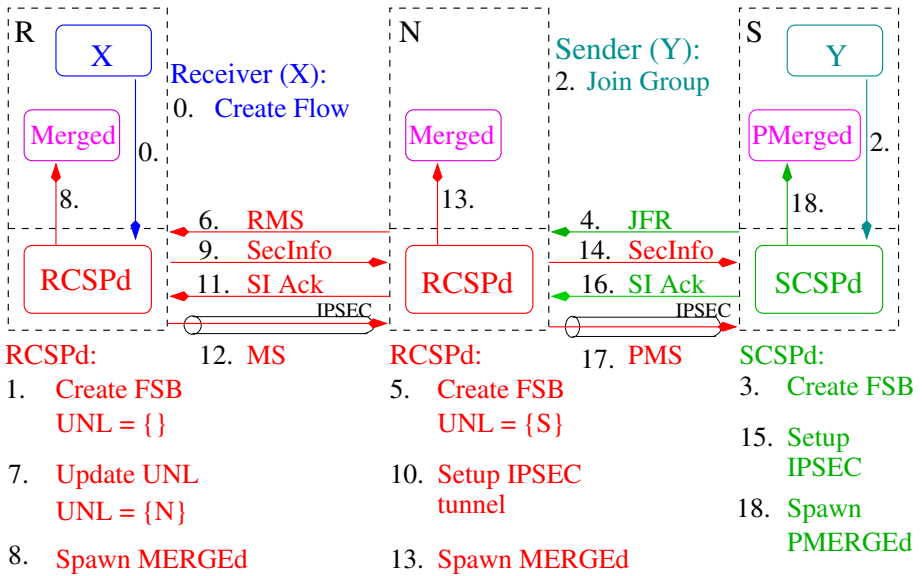 R
X
Merged
0.
8.
RCSPd
Receiver (X):
0. Create Flow
6. RMS
9. SecInfo
11. SI Ack
IPSEC
12. MS
N
Merged
13.
RCSPd
Sender (Y):
2. Join Group
4. JFR
14. SecInfo
16. SI Ack
IPSEC
17. PMS
S
Y
PMerged
2.
18.
SCSPd
RCSPd:
1. Create FSB
UNL = {}
7. Update UNL
UNL = {N}
8. Spawn MERGEd
RCSPd:
5. Create FSB
UNL = {S}
10. Setup IPSEC
tunnel
13. Spawn MERGEd
SCSPd:
3. Create FSB
15. Setup
IPSEC
18. Spawn
PMERGEd